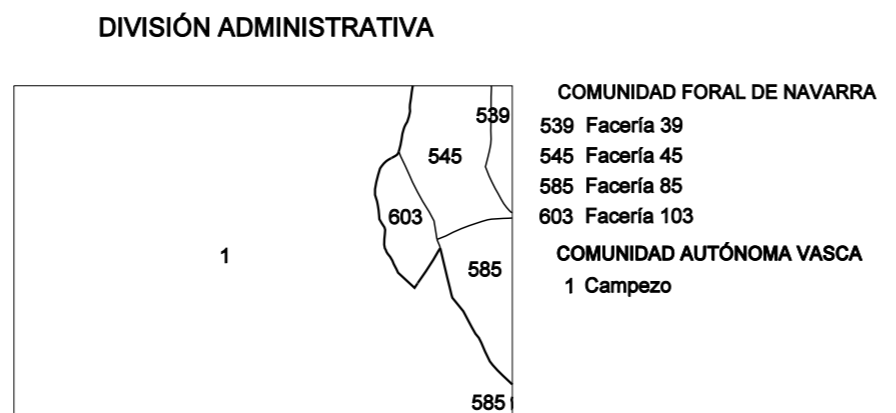 DIVISIÓN ADMINISTRATIVA
COMUNIDAD FORAL DE NAVARRA
539 Facería 39
545 Facería 45
585 Facería 85
603 Facería 103
COMUNIDAD AUTÓNOMA VASCA
1 Campezo
539
545
603
1
585
585